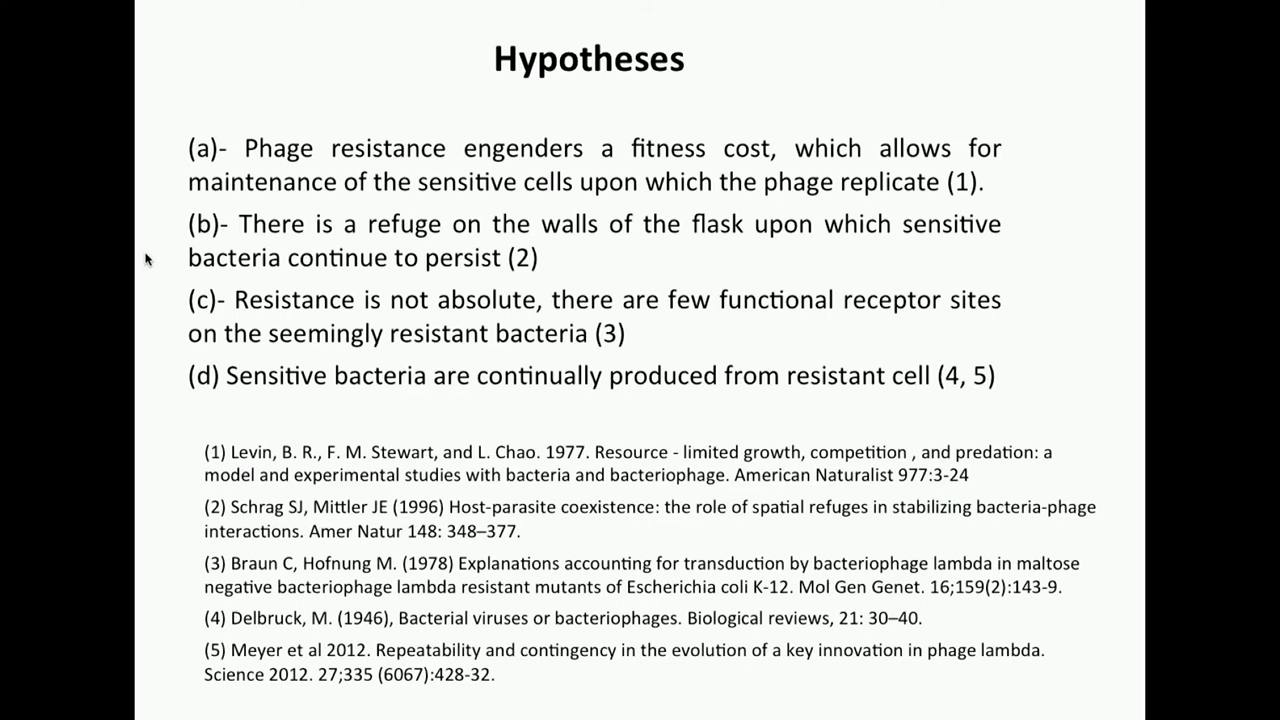 Hypotheses
(a)- Phage resistance engenders a fitness cost, which allows for
maintenance of the sensitive cells upon which the phage replicate (1).
(b)- There is a refuge on the walls of the flask upon which sensitive
bacteria continue to persist (2)
(c)- Resistance is not absolute, there are few functional receptor sites
on the seemingly resistant bacteria (3)
(d) Sensitive bacteria are continually produced from resistant cell (4, 5)
(1) Levin, B. R., F. M. Stewart, and L. Chao. 1977. Resource - limited growth, competition , and predation: a
model and experimental studies with bacteria and bacteriophage. American Naturalist 977:3-24
(2) Schrag SJ, Mittler JE (1996) Host-parasite coexistence: the role of spatial refuges in stabilizing bacteria-phage
interactions. Amer Natur 148: 348–377.
(3) Braun C, Hofnung M. (1978) Explanations accounting for transduction by bacteriophage lambda in maltose
negative bacteriophage lambda resistant mutants of Escherichia coli K-12. Mol Gen Genet. 16;159(2):143-9.
(4) Delbruck, M. (1946), Bacterial viruses or bacteriophages. Biological reviews, 21: 30–40.
(5) Meyer et al 2012. Repeatability and contingency in the evolution of a key innovation in phage lambda.
Science 2012. 27;335 (6067):428-32.